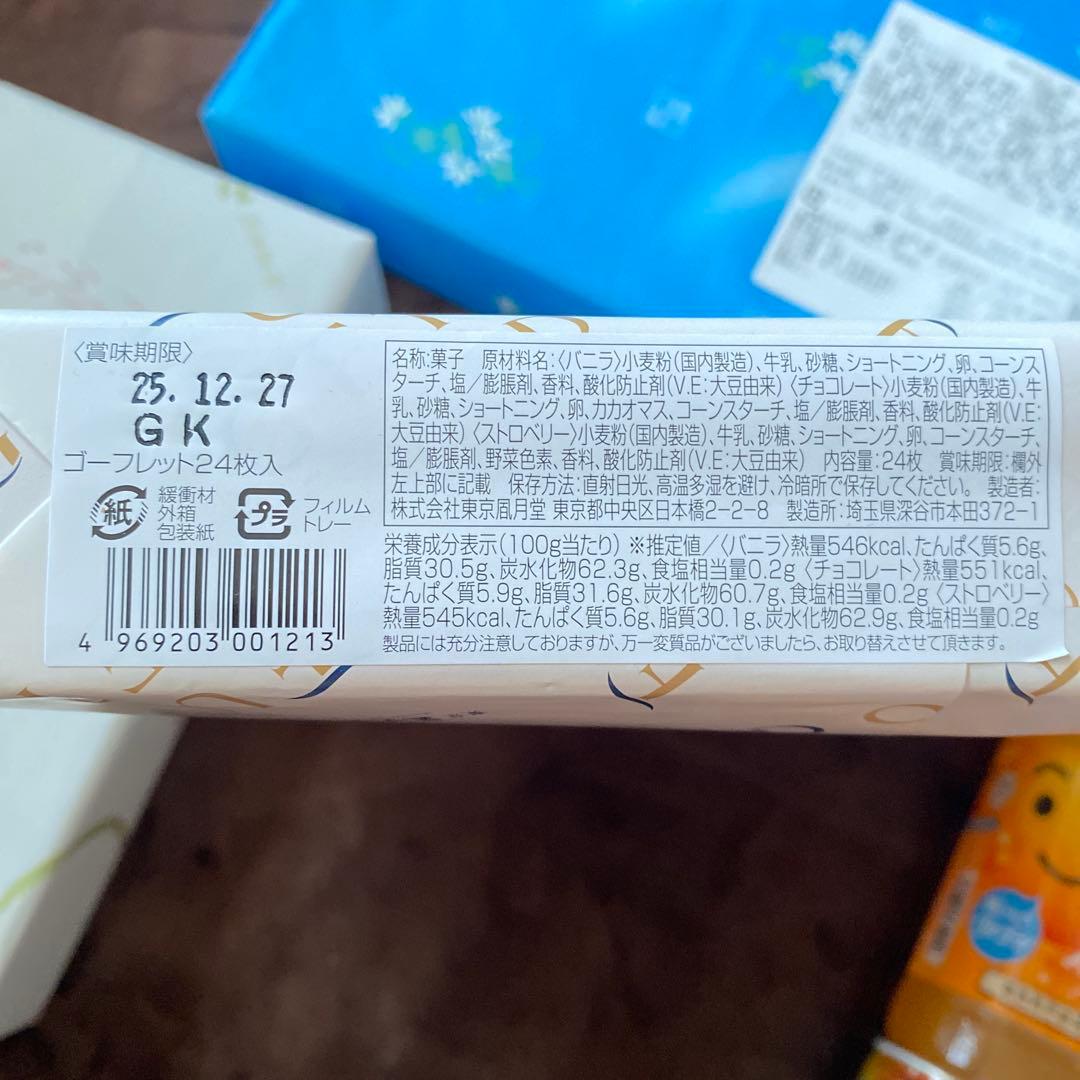 〈賞味期限〉
25.12.27
GK
ゴーフレット24枚入
紙
緩衝材
外箱
包装紙
プラ
フィルム
トレー
4 969203 001213
名称:菓子 原材料名:〈バニラ〉小麦粉(国内製造)、牛乳、砂糖、ショートニング、卵、コーンス
ターチ、塩/膨脹剤、香料、酸化防止剤(V.E:大豆由来)〈チョコレート〉小麦粉(国内製造)、牛
乳、砂糖、ショートニング、卵、カカオマス、コーンスターチ、塩/膨脹剤、香料、酸化防止剤(V.E:
大豆由来)〈ストロベリー〉小麦粉(国内製造)、牛乳、砂糖、ショートニング、卵、コーンスターチ、
塩/膨脹剤、野菜色素、香料、酸化防止剤(V.E:大豆由来) 内容量:24枚 賞味期限:欄外
左上部に記載 保存方法:直射日光、高温多湿を避け、冷暗所で保存してください。 製造者:
株式会社東京凮月堂 東京都中央区日本橋2-2-8 製造所:埼玉県深谷市本田372-1
栄養成分表示(100g当たり) ※推定値/〈バニラ〉熱量546kcal、たんぱく質5.6g、
脂質30.5g、炭水化物62.3g、食塩相当量0.2g〈チョコレート〉熱量551kcal、
たんぱく質5.9g、脂質31.6g、炭水化物60.7g、食塩相当量0.2g〈ストロベリー〉
熱量545kcal、たんぱく質5.6g、脂質30.1g、炭水化物62.9g、食塩相当量0.2g
製品には充分注意しておりますが、万一変質品がございましたら、お取り替えさせて頂きます。